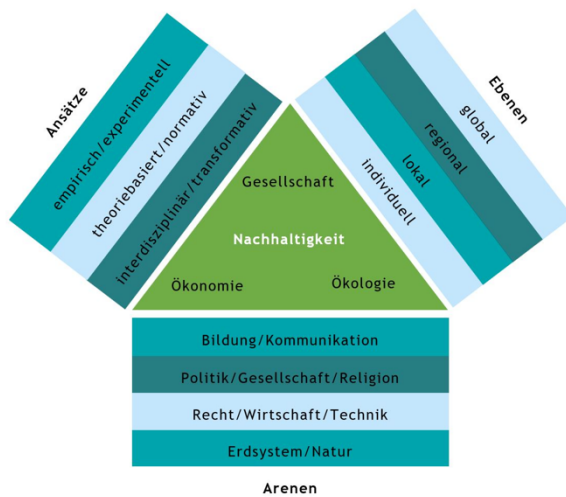 Ansätze
empirisch/experimentell
theoriebasiert/normativ
interdisziplinär/transformativ
Ebenen
global
regional
lokal
individuell
Gesellschaft
Nachhaltigkeit
Ökonomie
Ökologie
Bildung/Kommunikation
Politik/Gesellschaft/Religion
Recht/Wirtschaft/Technik
Erdsystem/Natur
Arenen